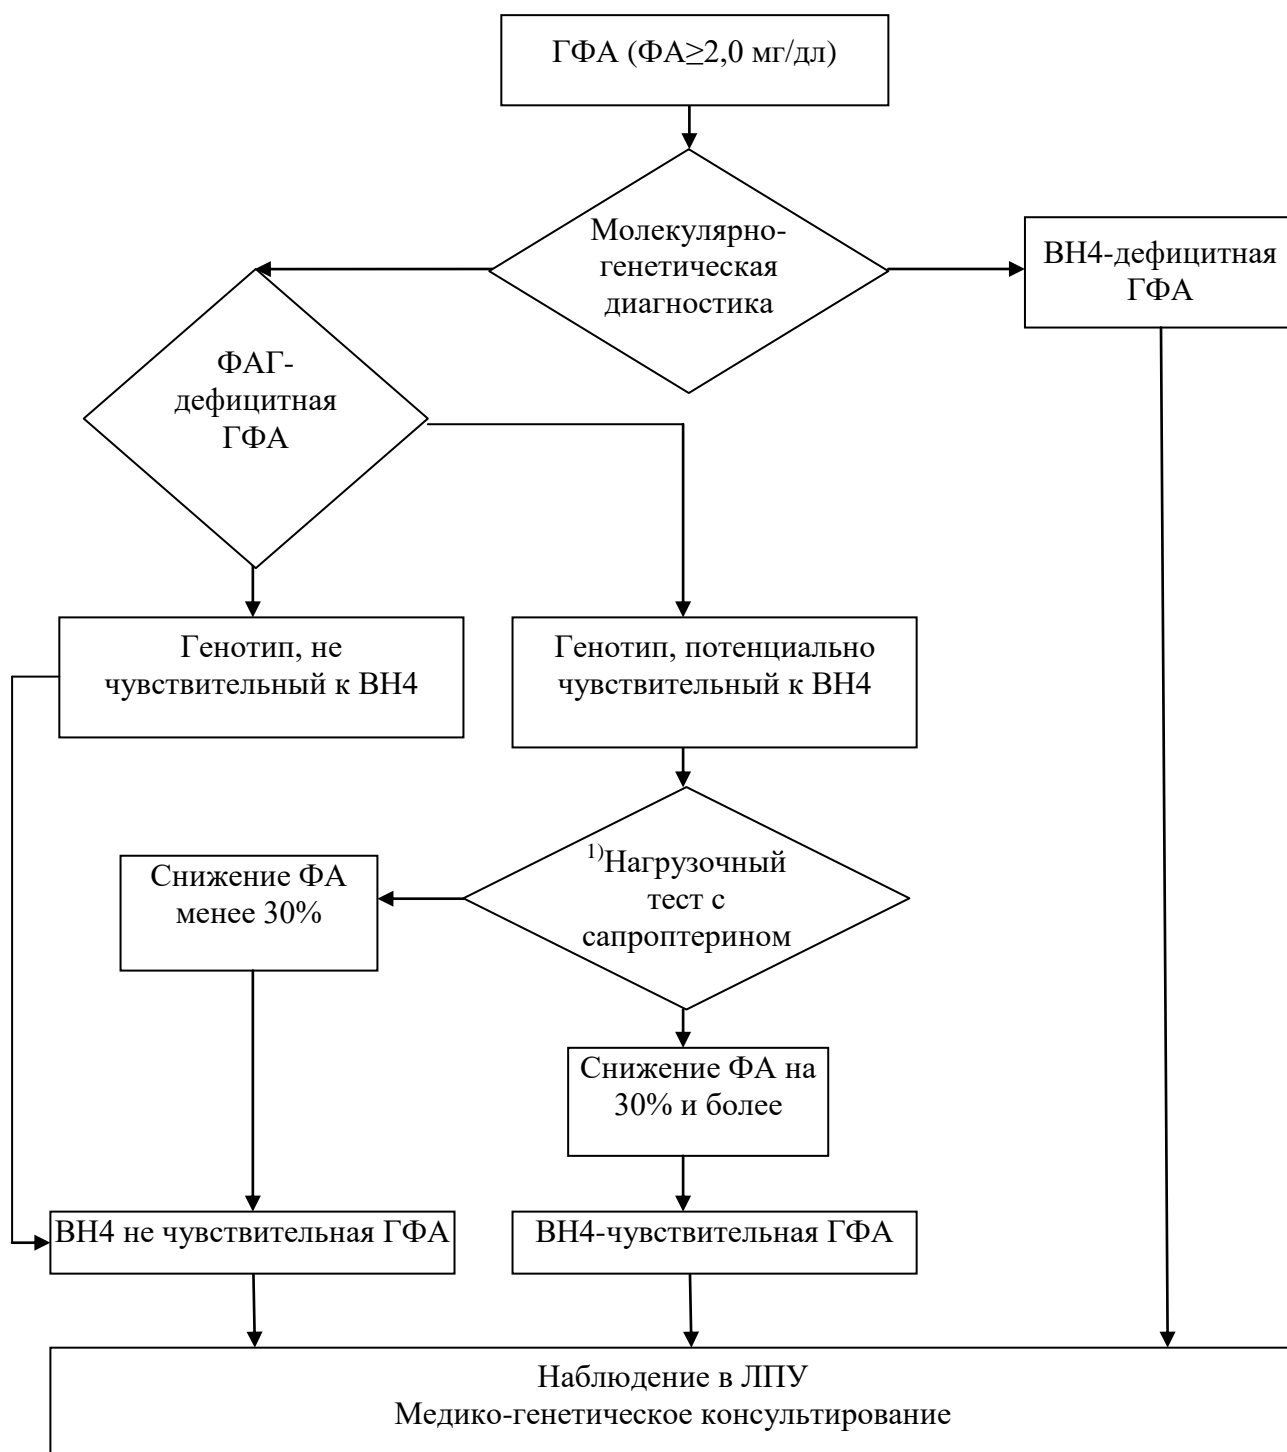 ГФА (ФА≥2,0 мг/дл)
Молекулярно-
генетическая
диагностика
ВН4-дефицитная
ГФА
ФАГ-
дефицитная
ГФА
Генотип, не
чувствительный к ВН4
Генотип, потенциально
чувствительный к ВН4
1)Нагрузочный
тест с
сапроптерином
Снижение ФА
менее 30%
Снижение ФА на
30% и более
ВН4 не чувствительная ГФА
ВН4-чувствительная ГФА
Наблюдение в ЛПУ
Медико-генетическое консультирование